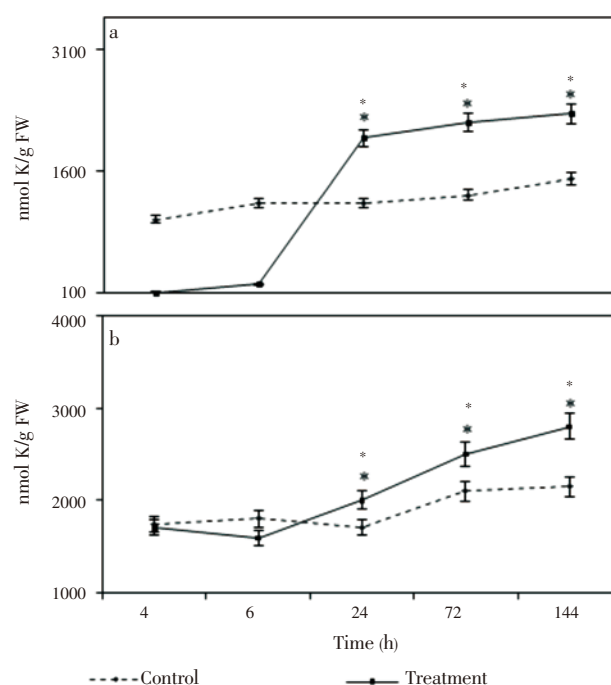 a
3100
1600
100
nmol K/g FW
* * *
* * *
b
4000
3000
2000
1000
nmol K/g FW
* * *
* * *
4 6 24 72 144
Time (h)
Control Treatment